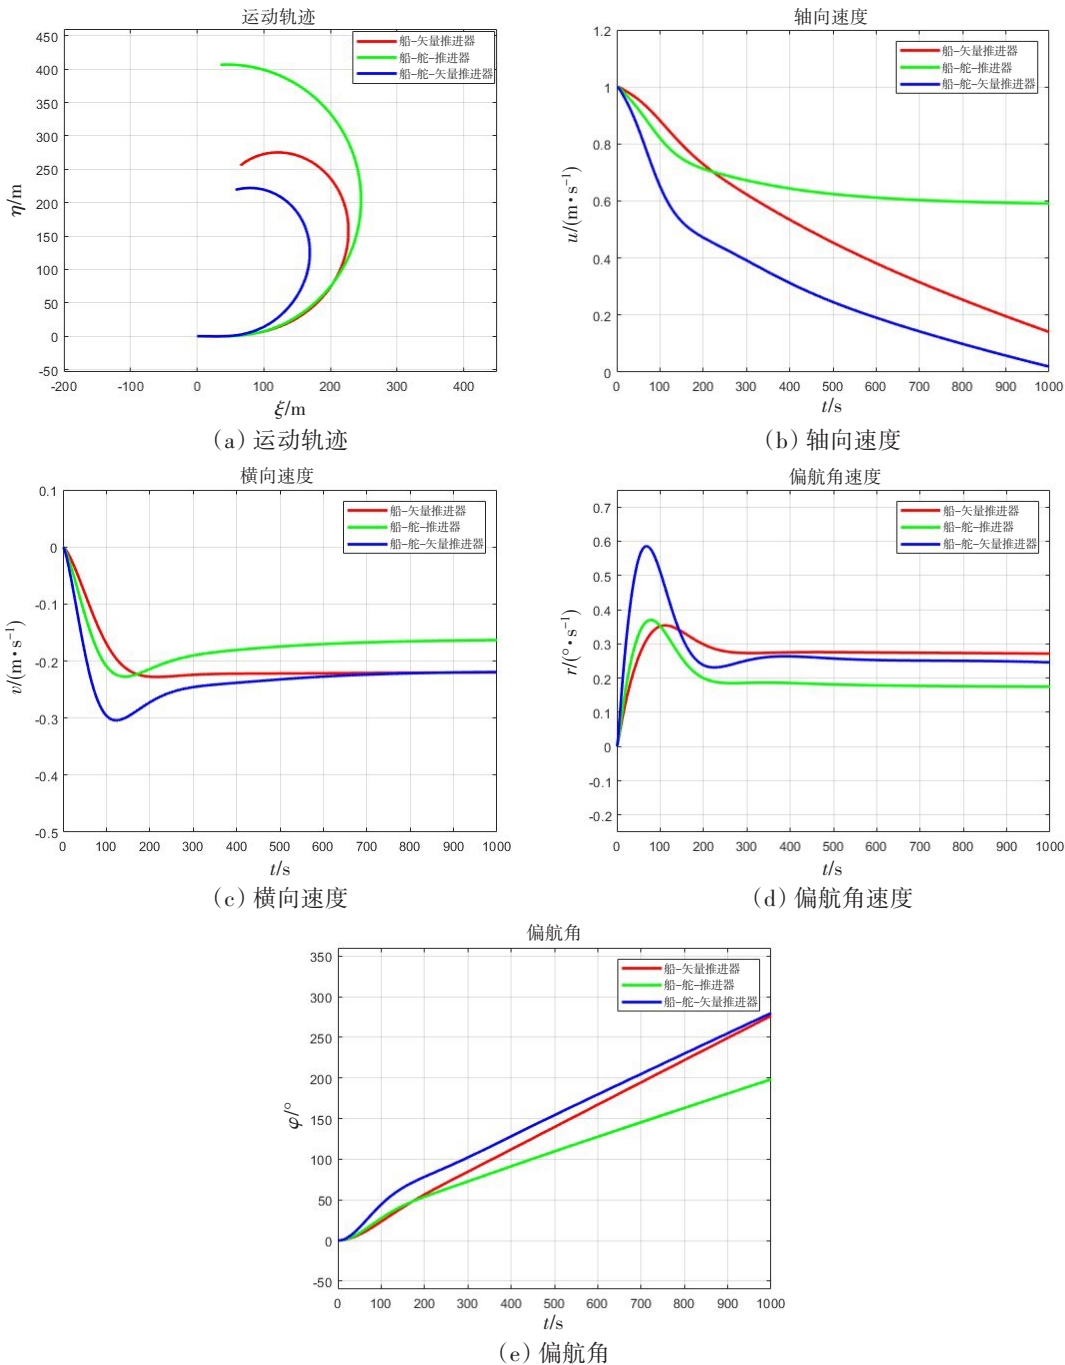 运动轨迹
450
400
350
300
250
200
150
100
50
0
-50
-200
-100
0
100
200
300
400
η/m
ξ/m
船-矢量推进器
船-舵-推进器
船-舵-矢量推进器
(a) 运动轨迹
轴向速度
1.2
1
0.8
0.6
0.4
0.2
0
0
100
200
300
400
500
600
700
800
900
1000
u/(m·s⁻¹)
t/s
船-矢量推进器
船-舵-推进器
船-舵-矢量推进器
(b) 轴向速度
横向速度
0.1
0
-0.1
-0.2
-0.3
-0.4
-0.5
0
100
200
300
400
500
600
700
800
900
1000
v/(m·s⁻¹)
t/s
船-矢量推进器
船-舵-推进器
船-舵-矢量推进器
(c) 横向速度
偏航角速度
0.7
0.6
0.5
0.4
0.3
0.2
0.1
0
-0.1
-0.2
0
100
200
300
400
500
600
700
800
900
1000
r/(°·s⁻¹)
t/s
船-矢量推进器
船-舵-推进器
船-舵-矢量推进器
(d) 偏航角速度
偏航角
350
300
250
200
150
100
50
0
-50
0
100
200
300
400
500
600
700
800
900
1000
φ/°
t/s
船-矢量推进器
船-舵-推进器
船-舵-矢量推进器
(e) 偏航角